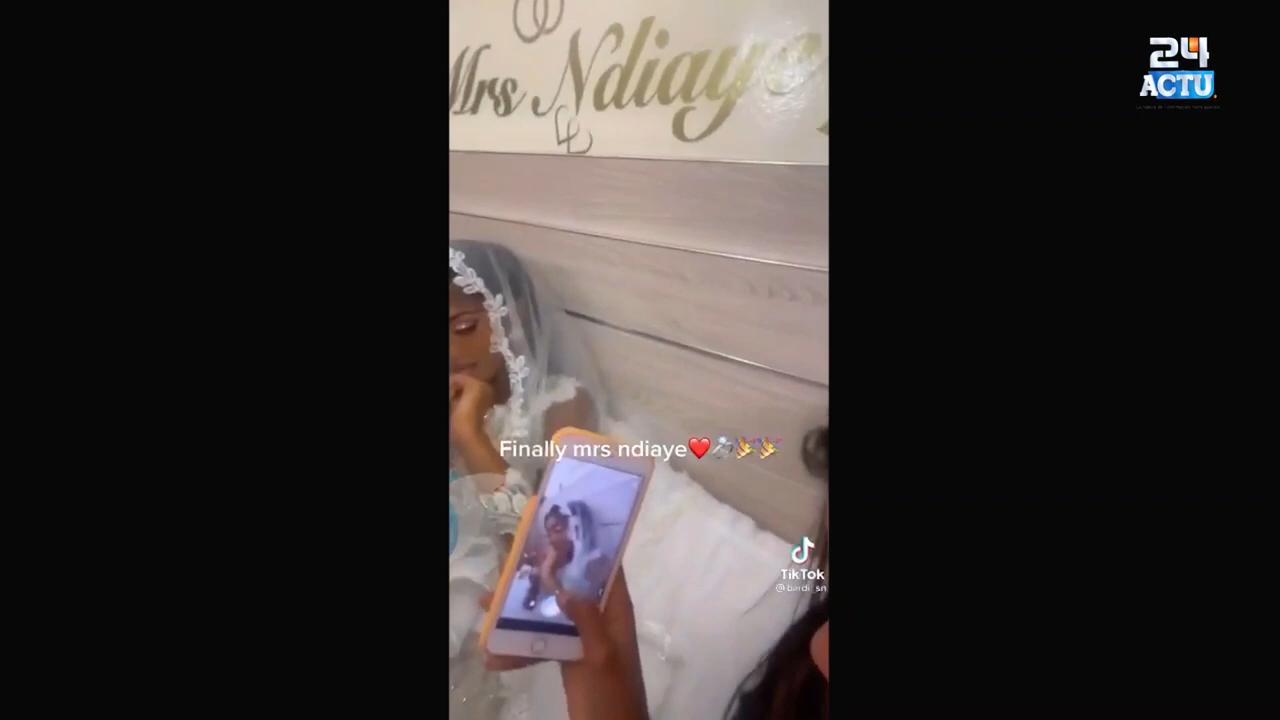 Mrs Ndiaye
24
ACTU.
Finally mrs ndiaye❤️💍🎉🎉
TikTok